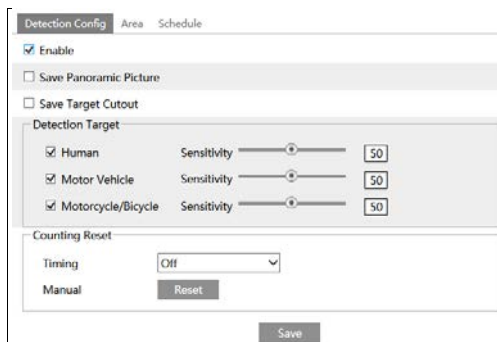 Detection Config Area Schedule
Enable
Save Panoramic Picture
Save Target Cutout
Detection Target
Human Sensitivity 50
Motor Vehicle Sensitivity 50
Motorcycle/Bicycle Sensitivity 50
Counting Reset
Timing Off
Manual Reset
Save